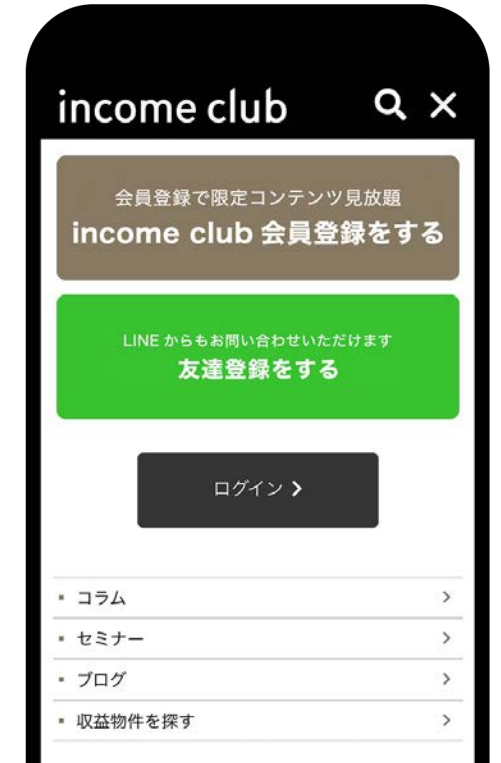 income club
会員登録で限定コンテンツ見放題
income club 会員登録をする
LINE からもお問い合わせいただけます
友達登録をする
ログイン
コラム
セミナー
ブログ
収益物件を探す